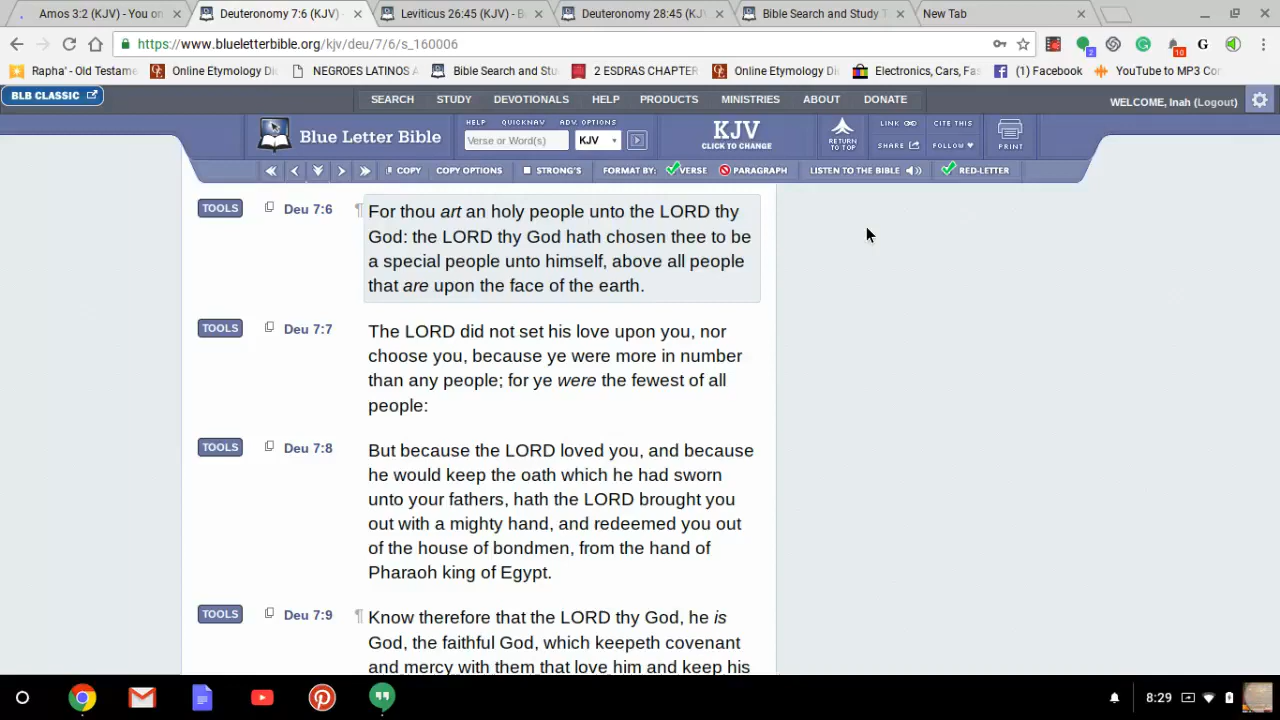 Amos 3:2 (KJV) - You on
Deuteronomy 7:6 (KJV) -
Leviticus 26:45 (KJV) - B
Deuteronomy 28:45 (KJV
Bible Search and Study T
New Tab
https://www.blueletterbible.org/kjv/deu/7/6/s_160006
2
10
G
Rapha' - Old Testame
Online Etymology Di
NEGROES LATINOS A
Bible Search and Stu
2 ESDRAS CHAPTER
Online Etymology Di
Electronics, Cars, Fas
(1) Facebook
YouTube to MP3 Co
BLB CLASSIC
SEARCH STUDY DEVOTIONALS HELP PRODUCTS MINISTRIES ABOUT DONATE
WELCOME, Inah (Logout)
Blue Letter Bible
HELP QUICKNAV ADV. OPTIONS
Verse or Word(s)
KJV
KJV
CLICK TO CHANGE
RETURN
TO TOP
LINK CITE THIS
SHARE FOLLOW
PRINT
COPY COPY OPTIONS STRONG'S FORMAT BY: VERSE PARAGRAPH LISTEN TO THE BIBLE RED-LETTER
TOOLS Deu 7:6 ¶ For thou art an holy people unto the LORD thy
God: the LORD thy God hath chosen thee to be
a special people unto himself, above all people
that are upon the face of the earth.
TOOLS Deu 7:7 The LORD did not set his love upon you, nor
choose you, because ye were more in number
than any people; for ye were the fewest of all
people:
TOOLS Deu 7:8 But because the LORD loved you, and because
he would keep the oath which he had sworn
unto your fathers, hath the LORD brought you
out with a mighty hand, and redeemed you out
of the house of bondmen, from the hand of
Pharaoh king of Egypt.
TOOLS Deu 7:9 ¶ Know therefore that the LORD thy God, he is
God, the faithful God, which keepeth covenant
and mercy with them that love him and keep his
8:29